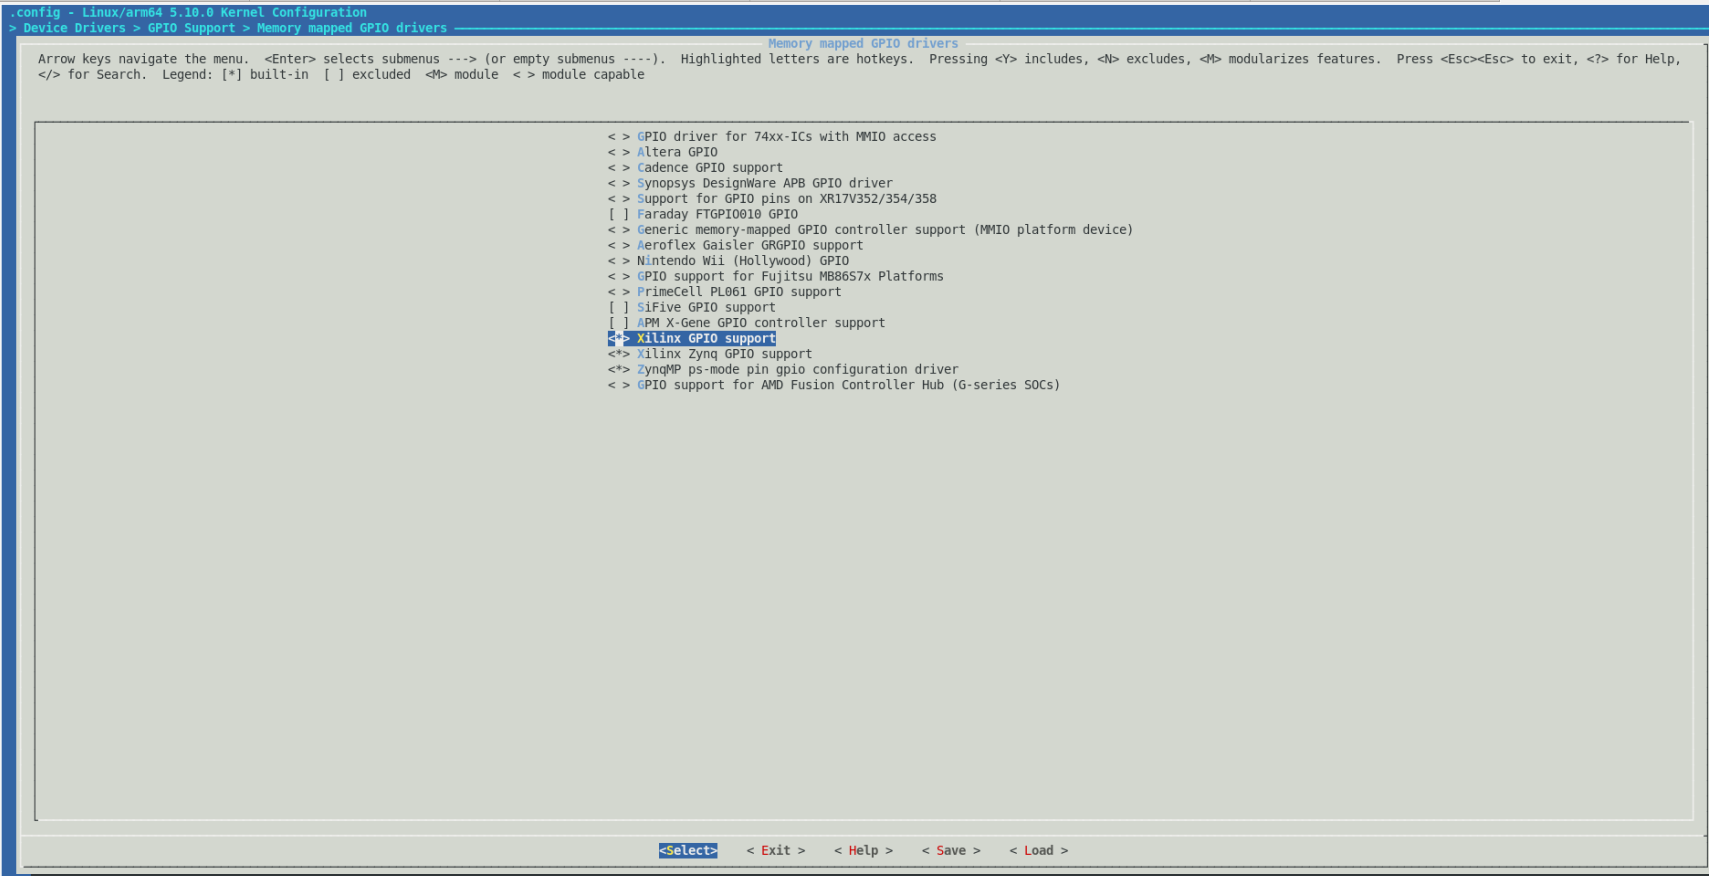 .config - Linux/arm64 5.10.0 Kernel Configuration
> Device Drivers > GPIO Support > Memory mapped GPIO drivers
Memory mapped GPIO drivers
Arrow keys navigate the menu.  <Enter> selects submenus ---> (or empty submenus ----).  Highlighted letters are hotkeys.  Pressing <Y> includes, <N> excludes, <M> modularizes features.  Press <Esc><Esc> to exit, <?> for Help,
</> for Search.  Legend: [*] built-in  [ ] excluded  <M> module  < > module capable
< > GPIO driver for 74xx-ICs with MMIO access
< > Altera GPIO
< > Cadence GPIO support
< > Synopsys DesignWare APB GPIO driver
< > Support for GPIO pins on XR17V352/354/358
[ ] Faraday FTGPIO010 GPIO
< > Generic memory-mapped GPIO controller support (MMIO platform device)
< > Aeroflex Gaisler GRGPIO support
< > Nintendo Wii (Hollywood) GPIO
< > GPIO support for Fujitsu MB86S7x Platforms
< > PrimeCell PL061 GPIO support
[ ] SiFive GPIO support
[ ] APM X-Gene GPIO controller support
<*> Xilinx GPIO support
<*> Xilinx Zynq GPIO support
<*> ZynqMP ps-mode pin gpio configuration driver
< > GPIO support for AMD Fusion Controller Hub (G-series SOCs)
<Select>    < Exit >    < Help >    < Save >    < Load >